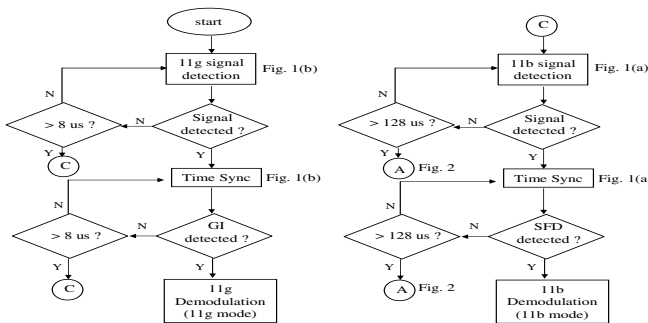 start
11g signal
detection
Fig. 1(b)
N
> 8 us ?
N
Signal
detected ?
Y
C
Y
Time Sync
Fig. 1(b)
N
> 8 us ?
N
GI
detected ?
Y
C
Y
11g
Demodulation
(11g mode)
C
11b signal
detection
Fig. 1(a)
N
> 128 us ?
N
Signal
detected ?
Y
A
Fig. 2
Y
Time Sync
Fig. 1(a
N
> 128 us ?
N
SFD
detected ?
Y
A
Fig. 2
Y
11b
Demodulation
(11b mode)